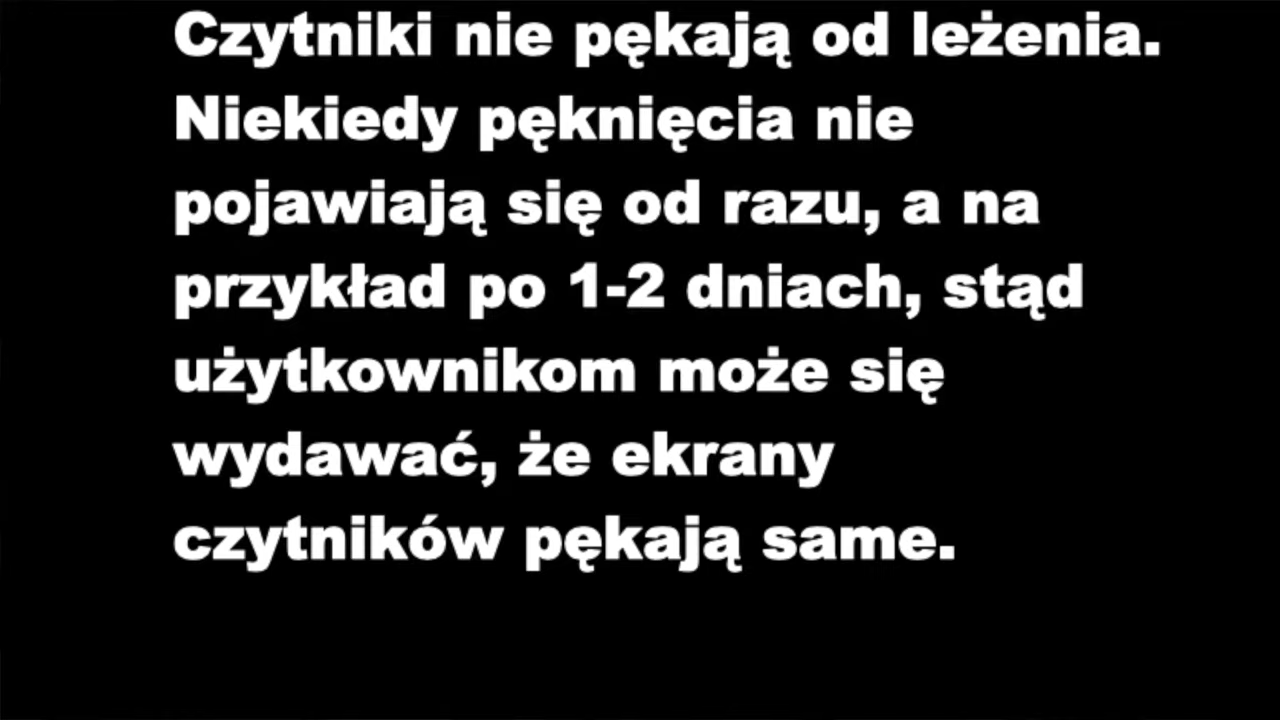 Czytniki nie pękają od leżenia.
Niekiedy pęknięcia nie
pojawiają się od razu, a na
przykład po 1-2 dniach, stąd
użytkownikom może się
wydawać, że ekrany
czytników pękają same.